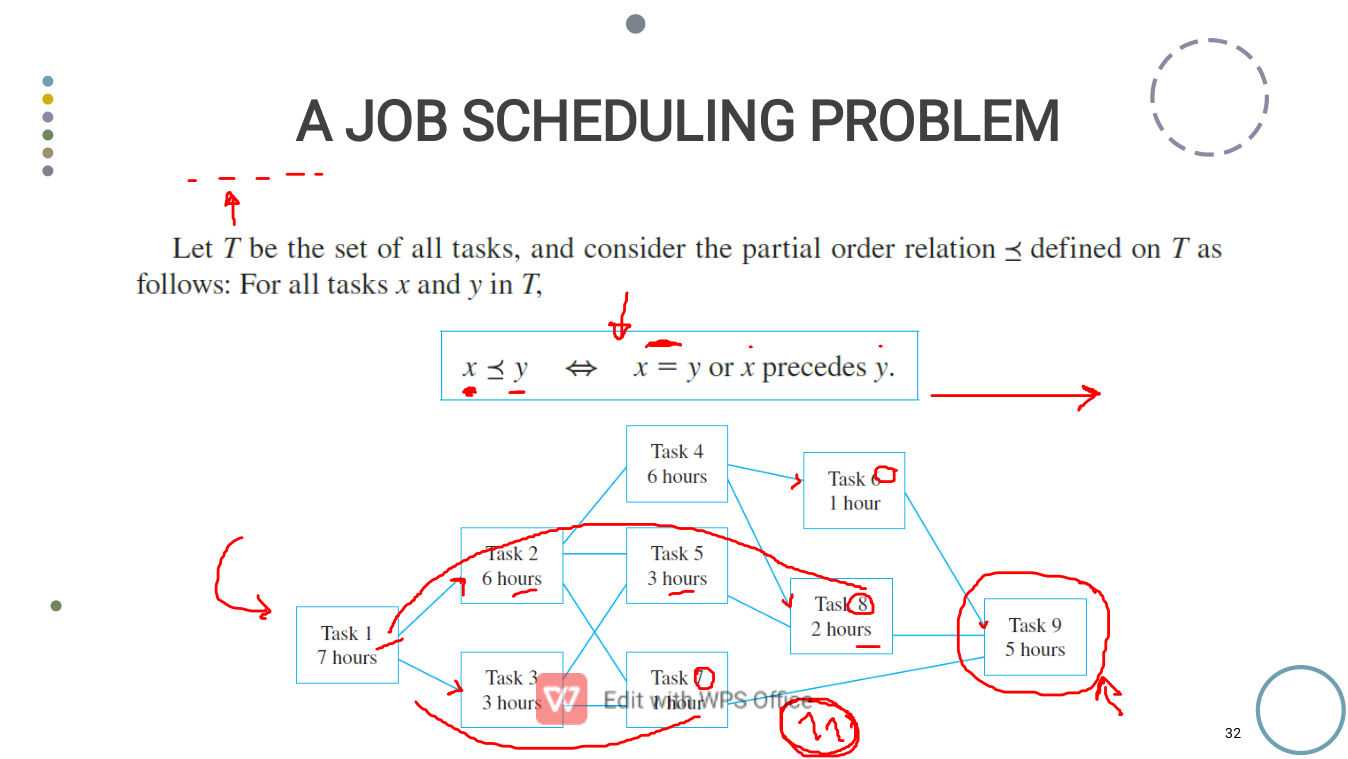 A JOB SCHEDULING PROBLEM
Let T be the set of all tasks, and consider the partial order relation ⪯ defined on T as
follows: For all tasks x and y in T,
x ⪯ y ⇔ x = y or x precedes y.
Task 4
6 hours
Task 6
1 hour
Task 2
6 hours
Task 5
3 hours
Task 8
2 hours
Task 1
7 hours
Task 9
5 hours
Task 3
3 hours
Task 7
1 hour
Edit with WPS Office
32